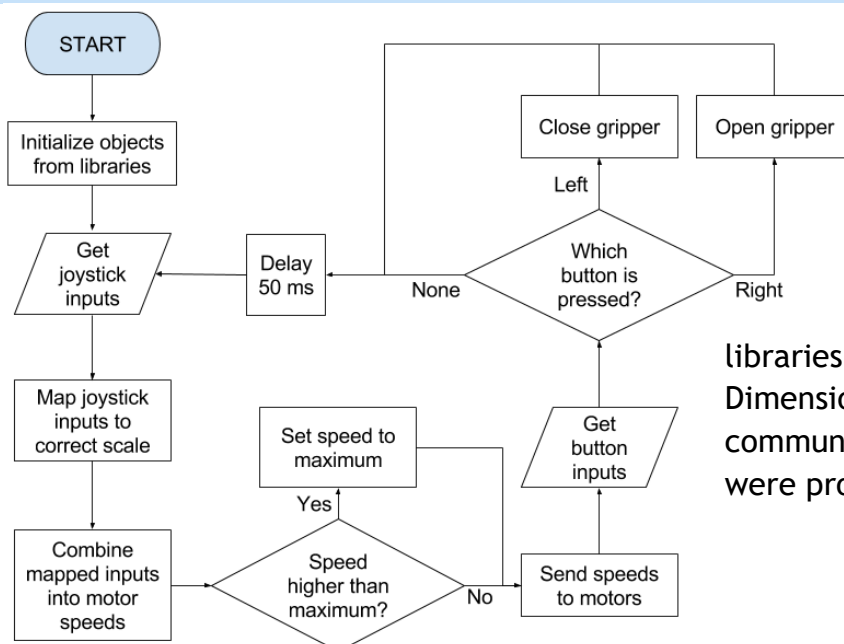 START
Initialize objects
from libraries
Get
joystick
inputs
Map joystick
inputs to
correct scale
Combine
mapped inputs
into motor
speeds
Speed
higher than
maximum?
Yes
Set speed to
maximum
No
Send speeds
to motors
Get
button
inputs
Which
button is
pressed?
Left
Close gripper
Right
Open gripper
None
Delay
50 ms
libraries
Dimensio
commun
were pro